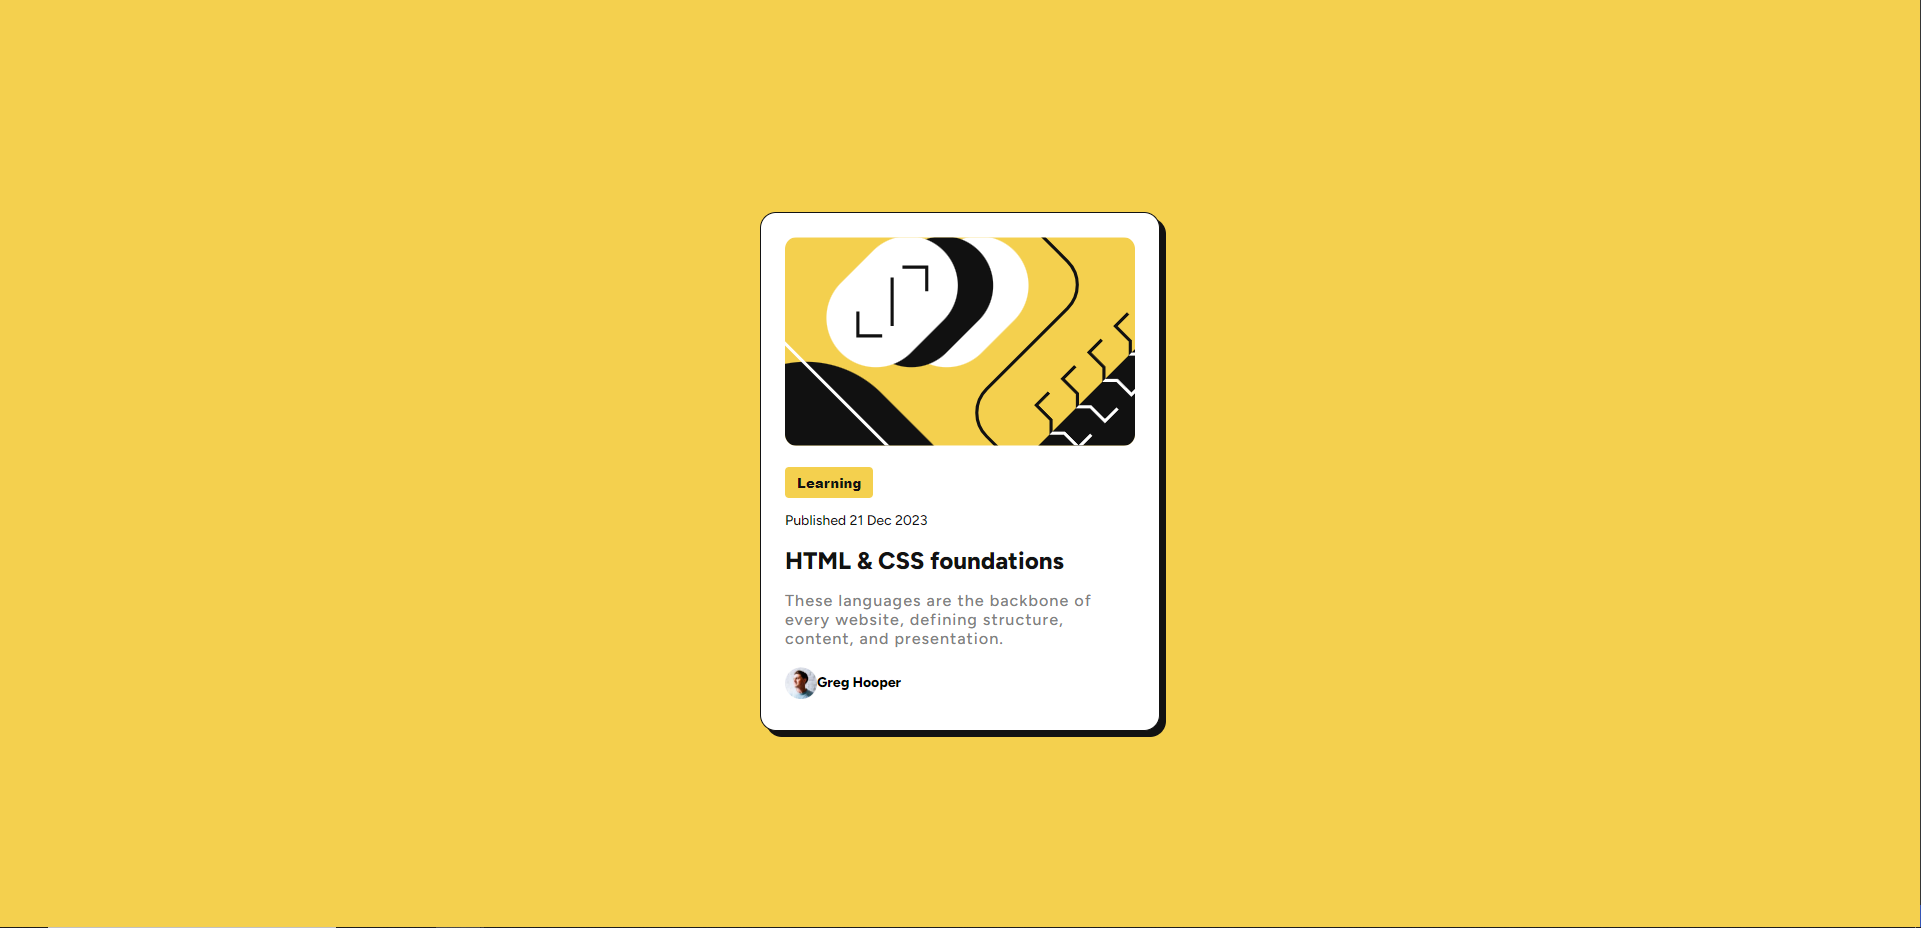 Learning
Published 21 Dec 2023
HTML & CSS foundations
These languages are the backbone of
every website, defining structure,
content, and presentation.
Greg Hooper